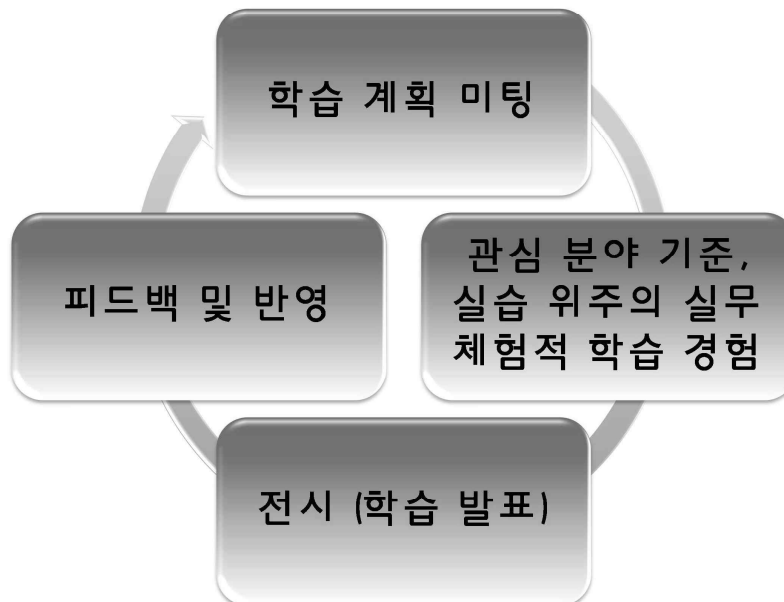 학습 계획 미팅
관심 분야 기준,
실습 위주의 실무
체험적 학습 경험
전시 (학습 발표)
피드백 및 반영